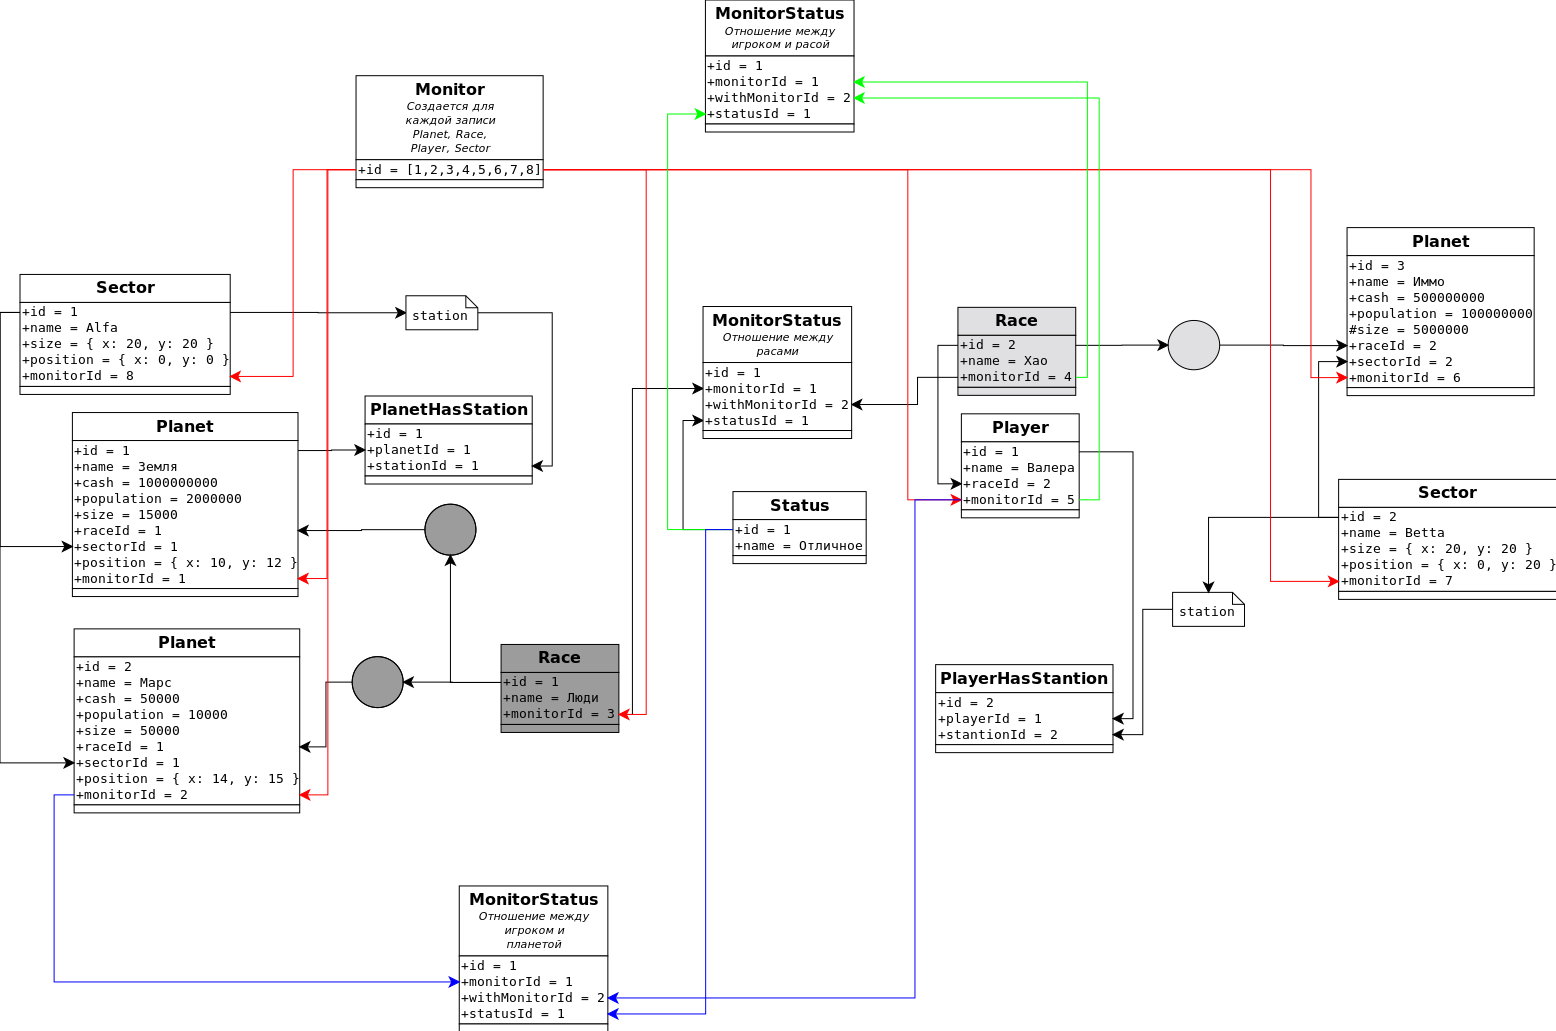 MonitorStatus
Отношение между
игроком и расой
+id = 1
+monitorId = 1
+withMonitorId = 2
+statusId = 1
Monitor
Создается для
каждой записи
Planet, Race,
Player, Sector
+id = [1,2,3,4,5,6,7,8]
Planet
+id = 3
+name = Иммо
+cash = 500000000
+population = 100000000
#size = 5000000
+raceId = 2
+sectorId = 2
+monitorId = 6
Sector
+id = 1
+name = Alfa
+size = { x: 20, y: 20 }
+position = { x: 0, y: 0 }
+monitorId = 8
station
MonitorStatus
Отношение между
расами
+id = 1
+monitorId = 1
+withMonitorId = 2
+statusId = 1
Race
+id = 2
+name = Хао
+monitorId = 4
PlanetHasStation
+id = 1
+planetId = 1
+stationId = 1
Planet
+id = 1
+name = Земля
+cash = 1000000000
+population = 2000000
+size = 15000
+raceId = 1
+sectorId = 1
+position = { x: 10, y: 12 }
+monitorId = 1
Player
+id = 1
+name = Валера
+raceId = 2
+monitorId = 5
Status
+id = 1
+name = Отличное
Sector
+id = 2
+name = Betta
+size = { x: 20, y: 20 }
+position = { x: 0, y: 20 }
+monitorId = 7
station
Planet
+id = 2
+name = Марс
+cash = 50000
+population = 10000
+size = 50000
+raceId = 1
+sectorId = 1
+position = { x: 14, y: 15 }
+monitorId = 2
Race
+id = 1
+name = Люди
+monitorId = 3
PlayerHasStantion
+id = 2
+playerId = 1
+stantionId = 2
MonitorStatus
Отношение между
игроком и
планетой
+id = 1
+monitorId = 1
+withMonitorId = 2
+statusId = 1